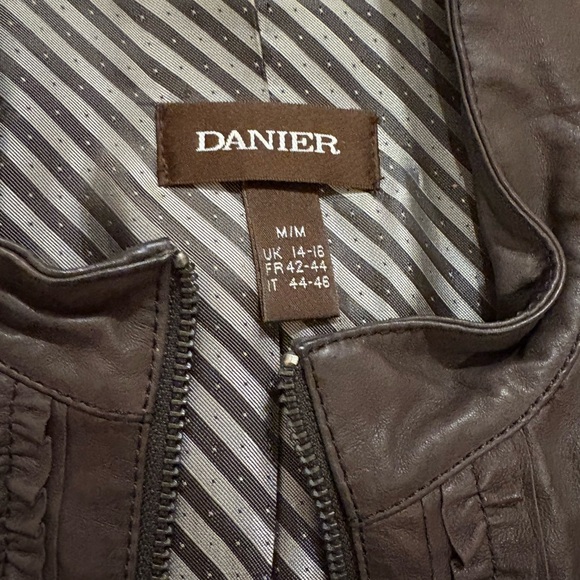 DANIER
M/M
UK 14-16
FR 42-44
IT 44-46